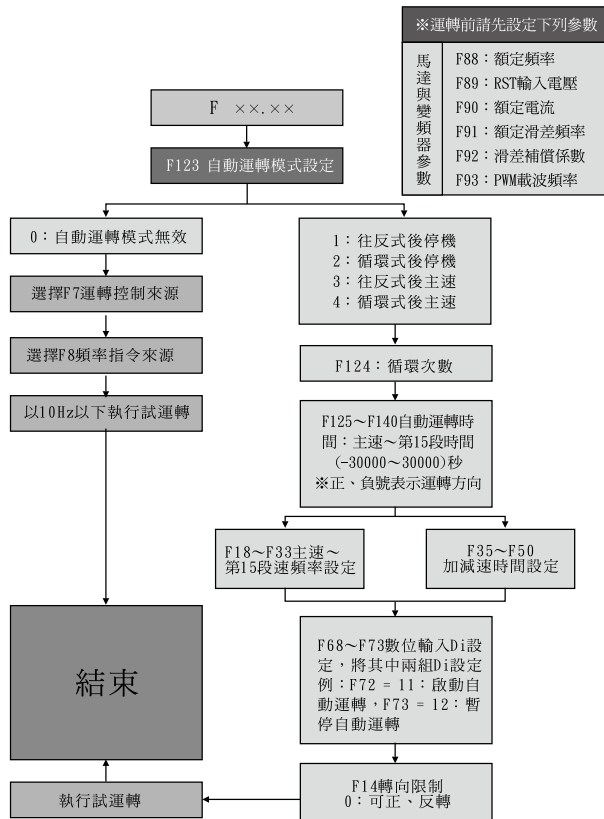 ※運轉前請先設定下列參數
馬達與變頻器參數
F88：額定頻率
F89：RST輸入電壓
F90：額定電流
F91：額定滑差頻率
F92：滑差補償係數
F93：PWM載波頻率
F ××.××
F123 自動運轉模式設定
0：自動運轉模式無效
選擇F7運轉控制來源
選擇F8頻率指令來源
以10Hz以下執行試運轉
1：往反式後停機
2：循環式後停機
3：往反式後主速
4：循環式後主速
F124：循環次數
F125～F140自動運轉時
間：主速～第15段時間
(-30000～30000)秒
※正、負號表示運轉方向
F18～F33主速～
第15段速頻率設定
F35～F50
加減速時間設定
F68～F73數位輸入Di設
定，將其中兩組Di設定
例：F72 = 11：啟動自
動運轉，F73 = 12：暫
停自動運轉
F14轉向限制
0：可正、反轉
執行試運轉
結束